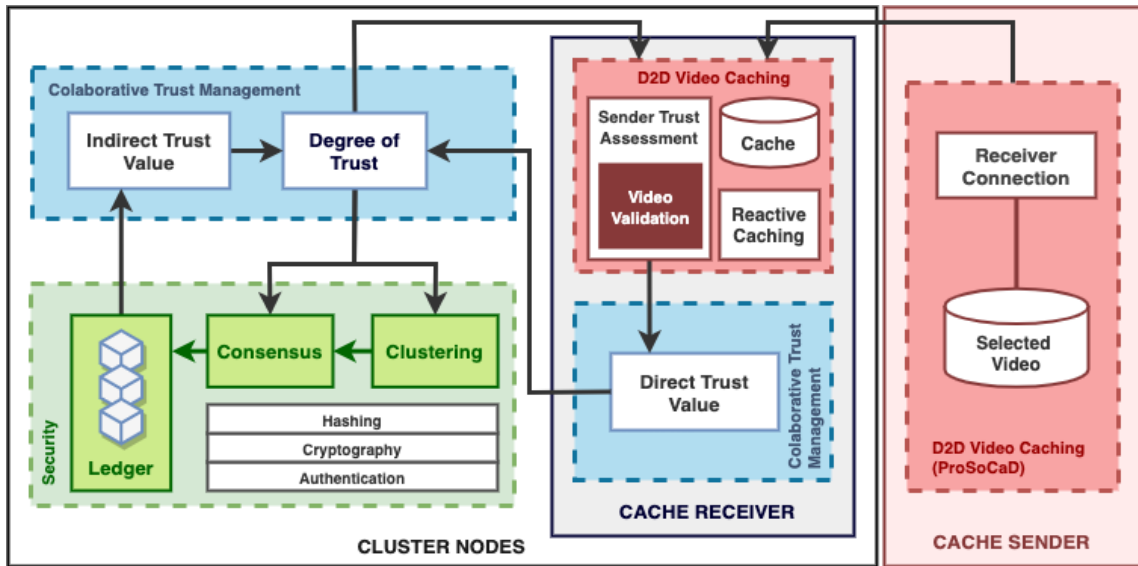 Colaborative Trust Management
Indirect Trust
Value
Degree of
Trust
Security
Ledger
Consensus
Clustering
Hashing
Cryptography
Authentication
CLUSTER NODES
D2D Video Caching
Sender Trust
Assessment
Video
Validation
Cache
Reactive
Caching
Direct Trust
Value
Colaborative Trust
Management
CACHE RECEIVER
Receiver
Connection
Selected
Video
D2D Video Caching
(ProSoCaD)
CACHE SENDER